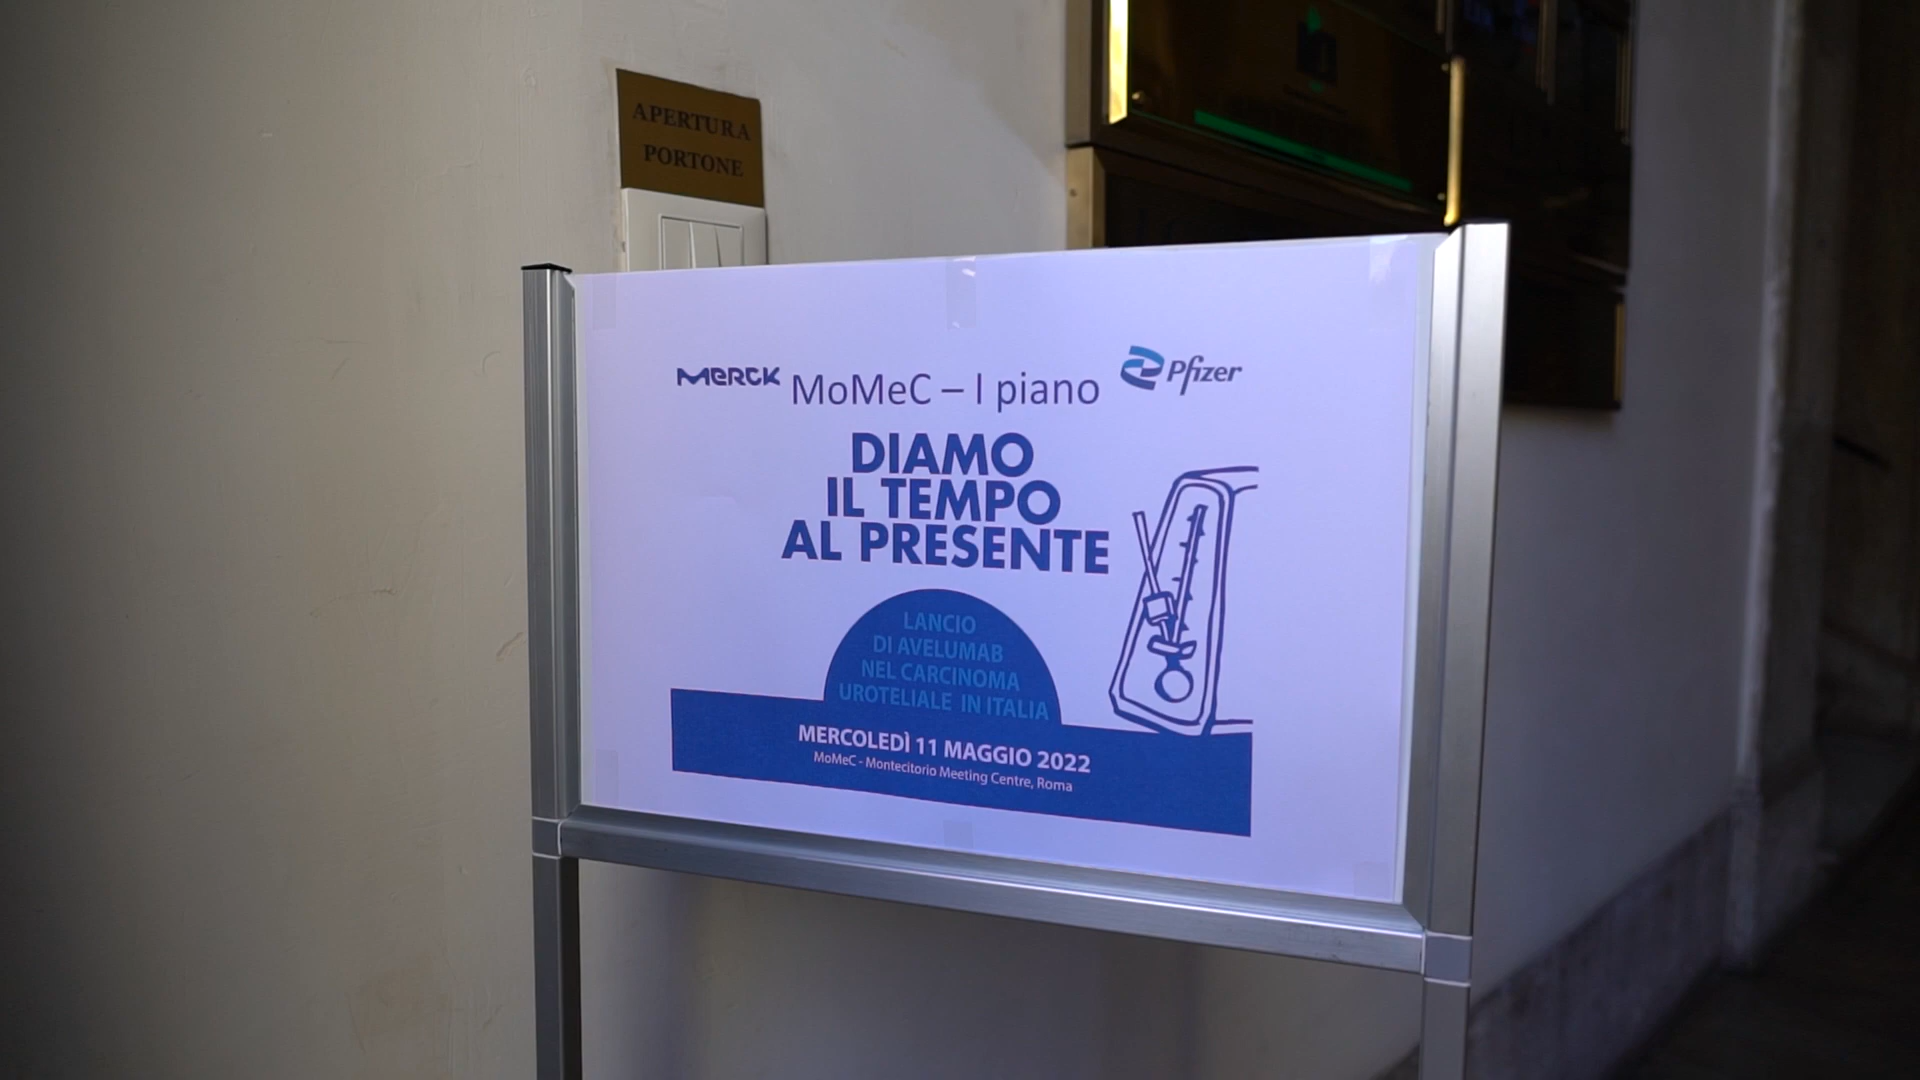 APERTURA
PORTONE
MERCK
MoMeC – I piano
Pfizer
DIAMO
IL TEMPO
AL PRESENTE
LANCIO
DI AVELUMAB
NEL CARCINOMA
UROTELIALE IN ITALIA
MERCOLEDÌ 11 MAGGIO 2022
MoMeC - Montecitorio Meeting Centre, Roma